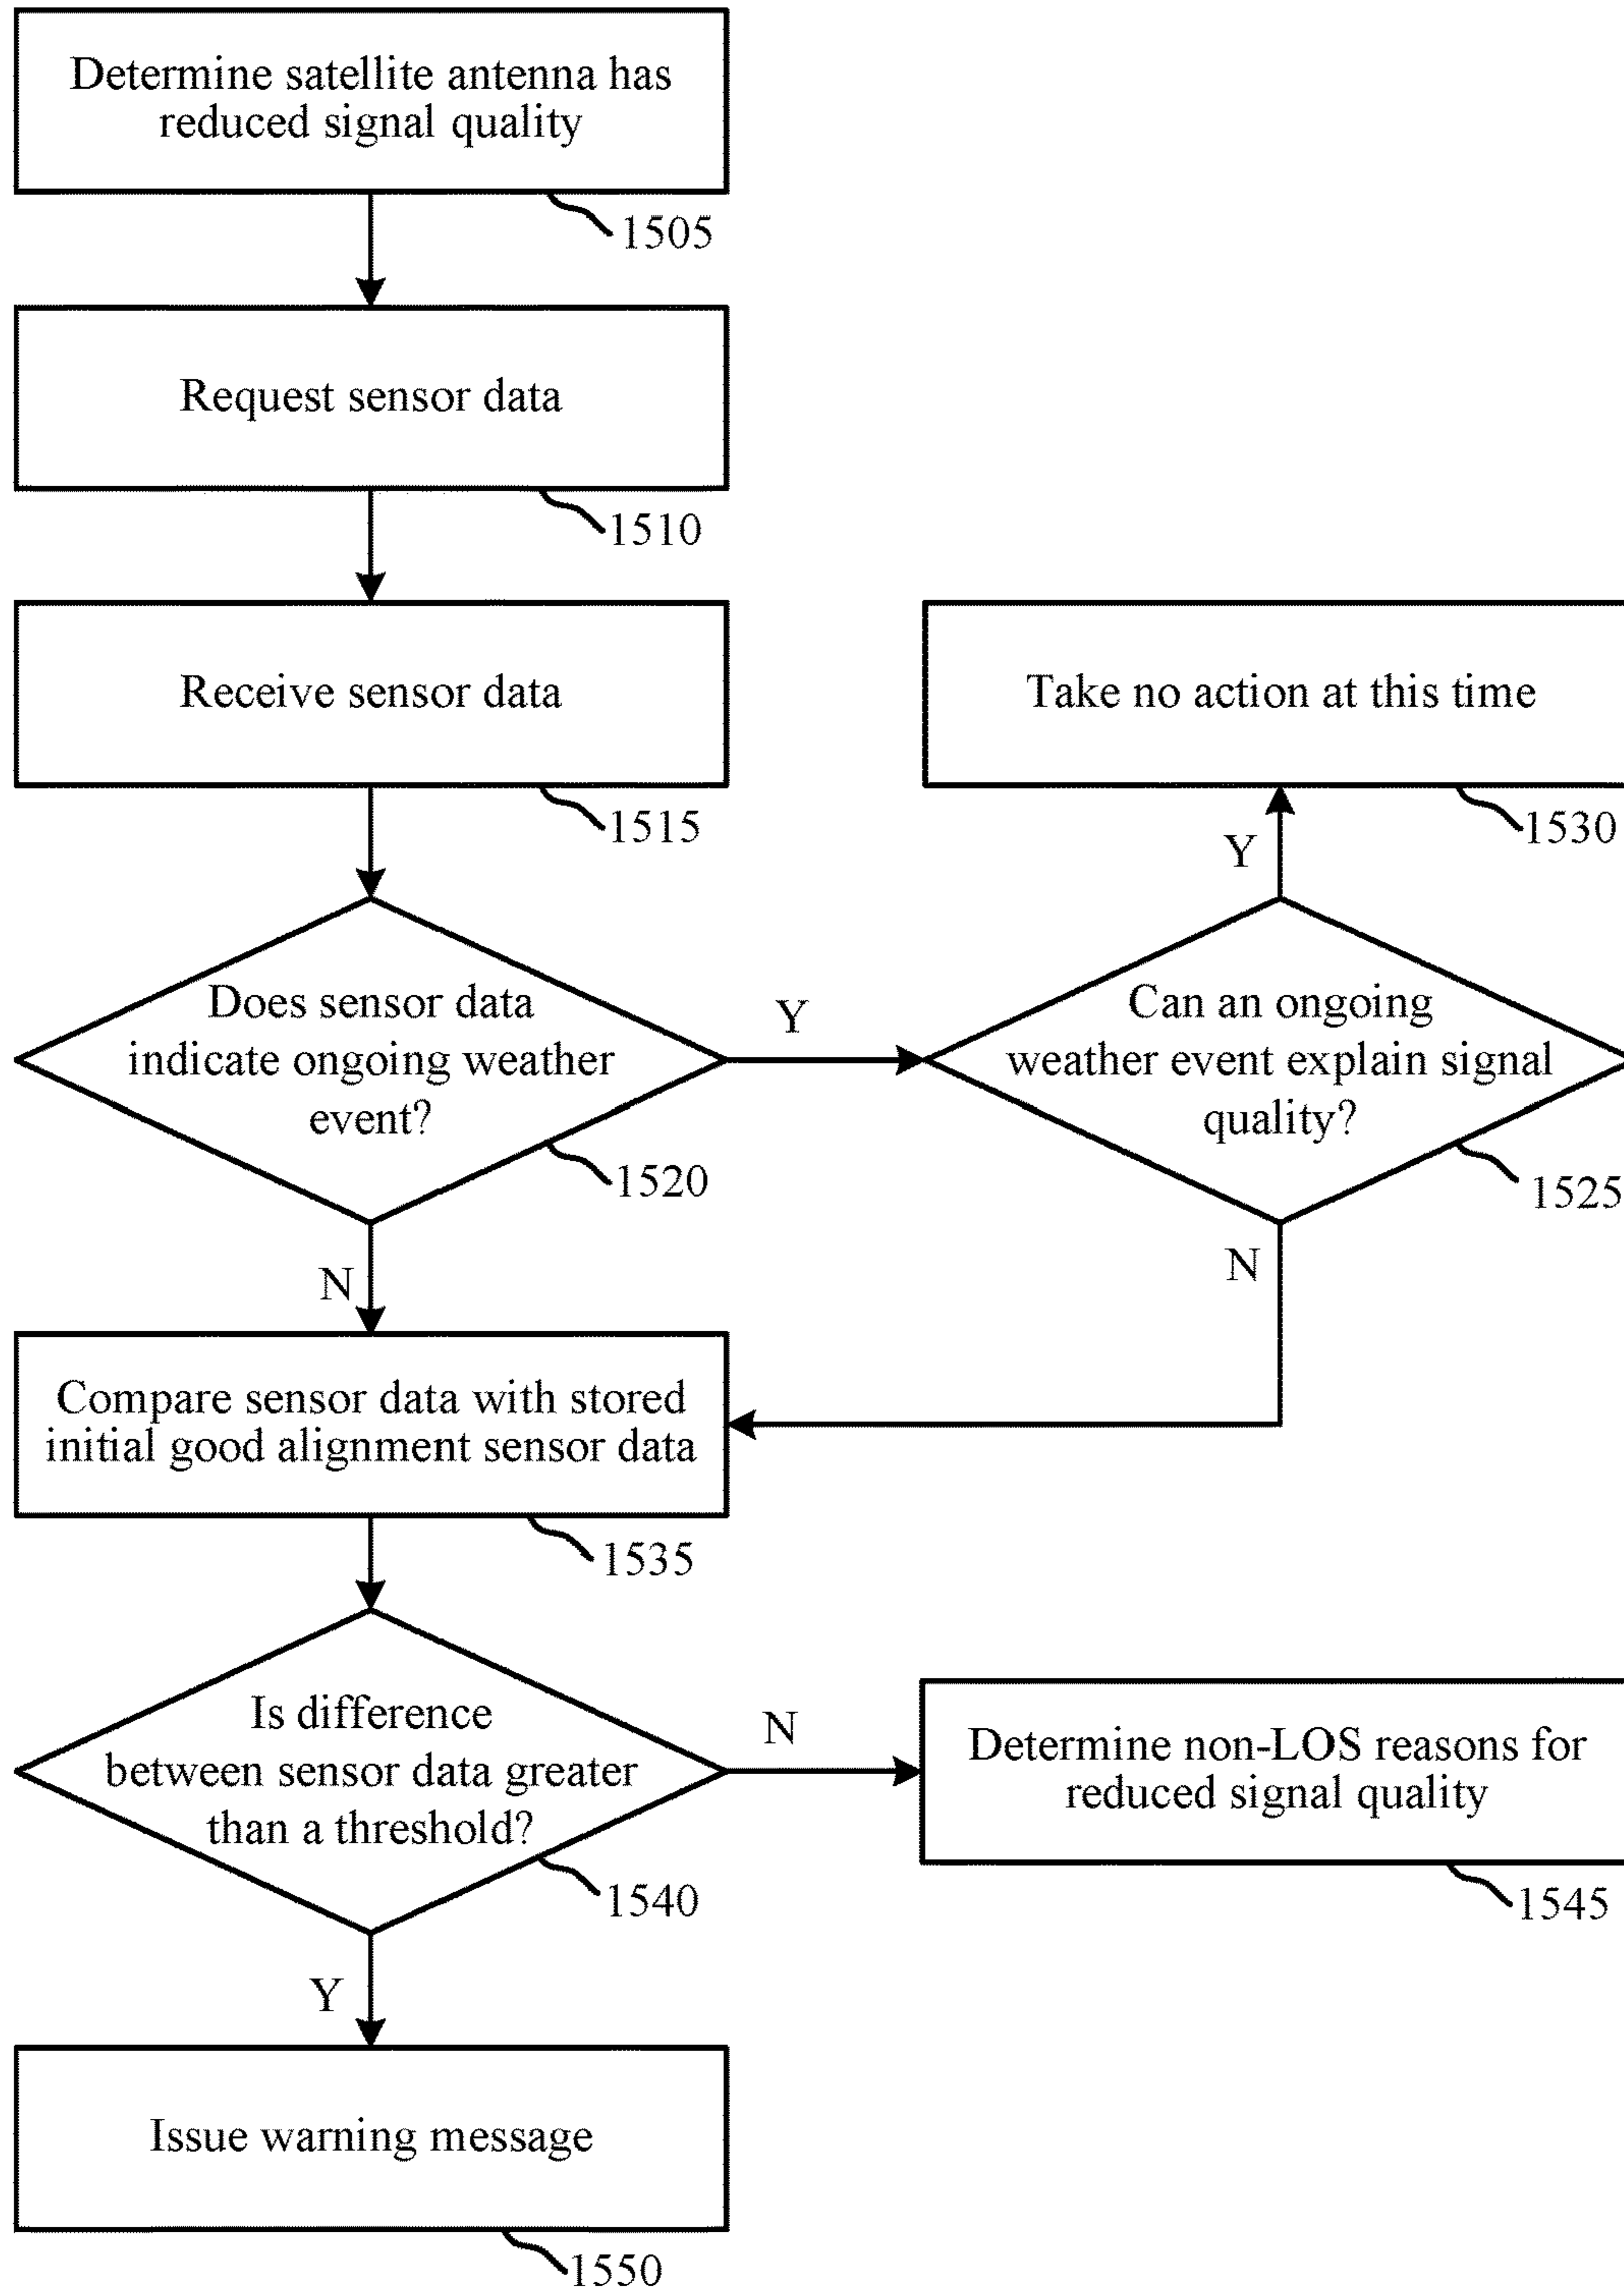 Determine satellite antenna has
reduced signal quality
1505
Request sensor data
1510
Receive sensor data
1515
Take no action at this time
1530
Y
Does sensor data
indicate ongoing weather
event?
1520
Y
Can an ongoing
weather event explain signal
quality?
1525
N
N
Compare sensor data with stored
initial good alignment sensor data
1535
Is difference
between sensor data greater
than a threshold?
1540
N
Determine non-LOS reasons for
reduced signal quality
1545
Y
Issue warning message
1550